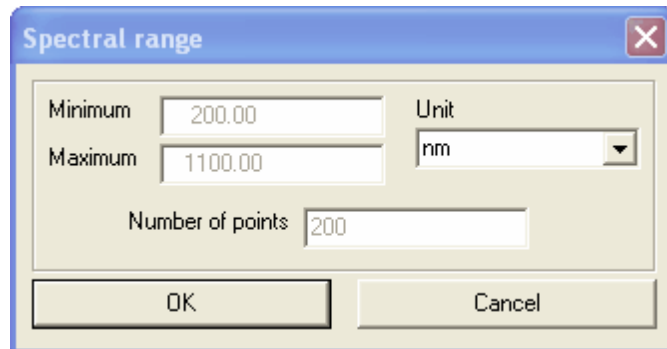 Spectral range
Minimum 200.00 Unit
Maximum 1100.00 nm
Number of points 200
OK Cancel